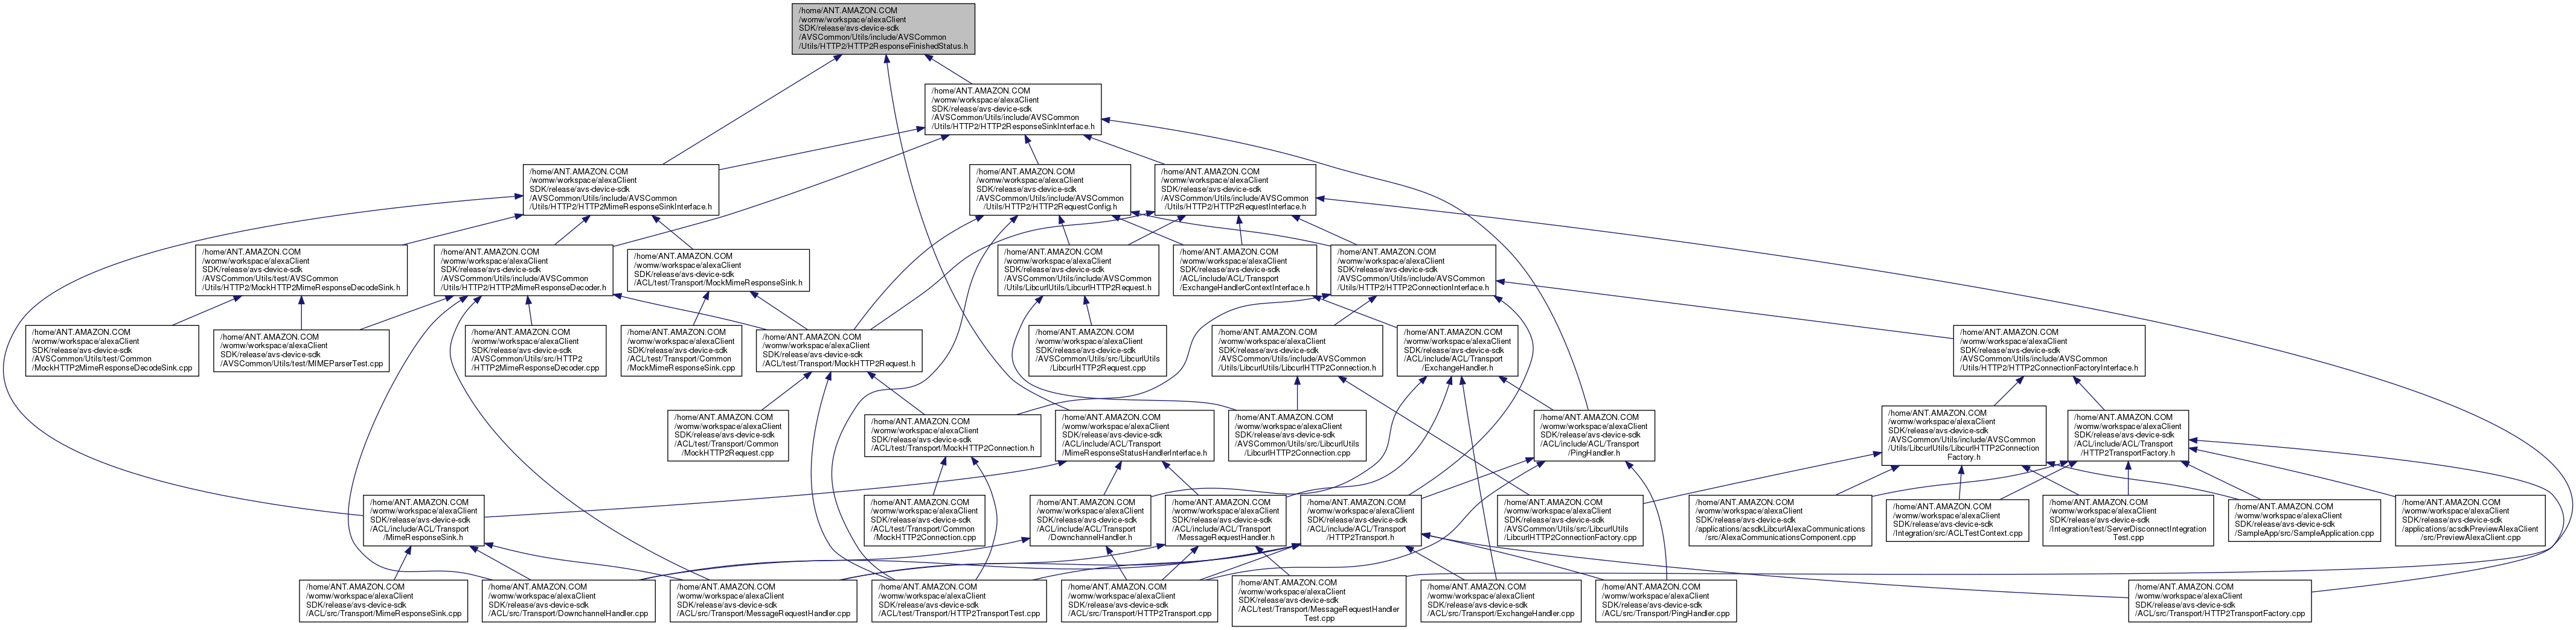 /home/ANT.AMAZON.COM
/womw/workspace/alexaClient
SDK/release/avs-device-sdk
/AVSCommon/Utils/include/AVSCommon
/Utils/HTTP2/HTTP2ResponseFinishedStatus.h
/home/ANT.AMAZON.COM
/womw/workspace/alexaClient
SDK/release/avs-device-sdk
/AVSCommon/Utils/include/AVSCommon
/Utils/HTTP2/HTTP2ResponseSinkInterface.h
/home/ANT.AMAZON.COM
/womw/workspace/alexaClient
SDK/release/avs-device-sdk
/AVSCommon/Utils/include/AVSCommon
/Utils/HTTP2/HTTP2MimeResponseSinkInterface.h
/home/ANT.AMAZON.COM
/womw/workspace/alexaClient
SDK/release/avs-device-sdk
/AVSCommon/Utils/include/AVSCommon
/Utils/HTTP2/HTTP2RequestConfig.h
/home/ANT.AMAZON.COM
/womw/workspace/alexaClient
SDK/release/avs-device-sdk
/AVSCommon/Utils/include/AVSCommon
/Utils/HTTP2/HTTP2RequestInterface.h
/home/ANT.AMAZON.COM
/womw/workspace/alexaClient
SDK/release/avs-device-sdk
/AVSCommon/Utils/test/AVSCommon
/Utils/HTTP2/MockHTTP2MimeResponseDecodeSink.h
/home/ANT.AMAZON.COM
/womw/workspace/alexaClient
SDK/release/avs-device-sdk
/AVSCommon/Utils/include/AVSCommon
/Utils/HTTP2/HTTP2MimeResponseDecoder.h
/home/ANT.AMAZON.COM
/womw/workspace/alexaClient
SDK/release/avs-device-sdk
/ACL/test/Transport/MockMimeResponseSink.h
/home/ANT.AMAZON.COM
/womw/workspace/alexaClient
SDK/release/avs-device-sdk
/AVSCommon/Utils/include/AVSCommon
/Utils/LibcurlUtils/LibcurlHTTP2Request.h
/home/ANT.AMAZON.COM
/womw/workspace/alexaClient
SDK/release/avs-device-sdk
/ACL/include/ACL/Transport
/ExchangeHandlerContextInterface.h
/home/ANT.AMAZON.COM
/womw/workspace/alexaClient
SDK/release/avs-device-sdk
/AVSCommon/Utils/include/AVSCommon
/Utils/HTTP2/HTTP2ConnectionInterface.h
/home/ANT.AMAZON.COM
/womw/workspace/alexaClient
SDK/release/avs-device-sdk
/AVSCommon/Utils/test/Common
/MockHTTP2MimeResponseDecodeSink.cpp
/home/ANT.AMAZON.COM
/womw/workspace/alexaClient
SDK/release/avs-device-sdk
/AVSCommon/Utils/test/MIMEParserTest.cpp
/home/ANT.AMAZON.COM
/womw/workspace/alexaClient
SDK/release/avs-device-sdk
/AVSCommon/Utils/src/HTTP2
/HTTP2MimeResponseDecoder.cpp
/home/ANT.AMAZON.COM
/womw/workspace/alexaClient
SDK/release/avs-device-sdk
/ACL/test/Transport/Common
/MockMimeResponseSink.cpp
/home/ANT.AMAZON.COM
/womw/workspace/alexaClient
SDK/release/avs-device-sdk
/ACL/test/Transport/MockHTTP2Request.h
/home/ANT.AMAZON.COM
/womw/workspace/alexaClient
SDK/release/avs-device-sdk
/AVSCommon/Utils/src/LibcurlUtils
/LibcurlHTTP2Request.cpp
/home/ANT.AMAZON.COM
/womw/workspace/alexaClient
SDK/release/avs-device-sdk
/AVSCommon/Utils/include/AVSCommon
/Utils/LibcurlUtils/LibcurlHTTP2Connection.h
/home/ANT.AMAZON.COM
/womw/workspace/alexaClient
SDK/release/avs-device-sdk
/ACL/include/ACL/Transport
/ExchangeHandler.h
/home/ANT.AMAZON.COM
/womw/workspace/alexaClient
SDK/release/avs-device-sdk
/AVSCommon/Utils/include/AVSCommon
/Utils/HTTP2/HTTP2ConnectionFactoryInterface.h
/home/ANT.AMAZON.COM
/womw/workspace/alexaClient
SDK/release/avs-device-sdk
/ACL/test/Transport/Common
/MockHTTP2Request.cpp
/home/ANT.AMAZON.COM
/womw/workspace/alexaClient
SDK/release/avs-device-sdk
/ACL/test/Transport/MockHTTP2Connection.h
/home/ANT.AMAZON.COM
/womw/workspace/alexaClient
SDK/release/avs-device-sdk
/ACL/include/ACL/Transport
/MimeResponseStatusHandlerInterface.h
/home/ANT.AMAZON.COM
/womw/workspace/alexaClient
SDK/release/avs-device-sdk
/AVSCommon/Utils/src/LibcurlUtils
/LibcurlHTTP2Connection.cpp
/home/ANT.AMAZON.COM
/womw/workspace/alexaClient
SDK/release/avs-device-sdk
/ACL/include/ACL/Transport
/PingHandler.h
/home/ANT.AMAZON.COM
/womw/workspace/alexaClient
SDK/release/avs-device-sdk
/AVSCommon/Utils/include/AVSCommon
/Utils/LibcurlUtils/LibcurlHTTP2Connection
Factory.h
/home/ANT.AMAZON.COM
/womw/workspace/alexaClient
SDK/release/avs-device-sdk
/ACL/include/ACL/Transport
/HTTP2TransportFactory.h
/home/ANT.AMAZON.COM
/womw/workspace/alexaClient
SDK/release/avs-device-sdk
/ACL/include/ACL/Transport
/MimeResponseSink.h
/home/ANT.AMAZON.COM
/womw/workspace/alexaClient
SDK/release/avs-device-sdk
/ACL/test/Transport/Common
/MockHTTP2Connection.cpp
/home/ANT.AMAZON.COM
/womw/workspace/alexaClient
SDK/release/avs-device-sdk
/ACL/include/ACL/Transport
/DownchannelHandler.h
/home/ANT.AMAZON.COM
/womw/workspace/alexaClient
SDK/release/avs-device-sdk
/ACL/include/ACL/Transport
/MessageRequestHandler.h
/home/ANT.AMAZON.COM
/womw/workspace/alexaClient
SDK/release/avs-device-sdk
/ACL/include/ACL/Transport
/HTTP2Transport.h
/home/ANT.AMAZON.COM
/womw/workspace/alexaClient
SDK/release/avs-device-sdk
/AVSCommon/Utils/src/LibcurlUtils
/LibcurlHTTP2ConnectionFactory.cpp
/home/ANT.AMAZON.COM
/womw/workspace/alexaClient
SDK/release/avs-device-sdk
/applications/acsdkLibcurlAlexaCommunications
/src/AlexaCommunicationsComponent.cpp
/home/ANT.AMAZON.COM
/womw/workspace/alexaClient
SDK/release/avs-device-sdk
/Integration/src/ACLTestContext.cpp
/home/ANT.AMAZON.COM
/womw/workspace/alexaClient
SDK/release/avs-device-sdk
/Integration/test/ServerDisconnectIntegration
Test.cpp
/home/ANT.AMAZON.COM
/womw/workspace/alexaClient
SDK/release/avs-device-sdk
/SampleApp/src/SampleApplication.cpp
/home/ANT.AMAZON.COM
/womw/workspace/alexaClient
SDK/release/avs-device-sdk
/applications/acsdkPreviewAlexaClient
/src/PreviewAlexaClient.cpp
/home/ANT.AMAZON.COM
/womw/workspace/alexaClient
SDK/release/avs-device-sdk
/ACL/src/Transport/MimeResponseSink.cpp
/home/ANT.AMAZON.COM
/womw/workspace/alexaClient
SDK/release/avs-device-sdk
/ACL/src/Transport/DownchannelHandler.cpp
/home/ANT.AMAZON.COM
/womw/workspace/alexaClient
SDK/release/avs-device-sdk
/ACL/src/Transport/MessageRequestHandler.cpp
/home/ANT.AMAZON.COM
/womw/workspace/alexaClient
SDK/release/avs-device-sdk
/ACL/test/Transport/HTTP2TransportTest.cpp
/home/ANT.AMAZON.COM
/womw/workspace/alexaClient
SDK/release/avs-device-sdk
/ACL/src/Transport/HTTP2Transport.cpp
/home/ANT.AMAZON.COM
/womw/workspace/alexaClient
SDK/release/avs-device-sdk
/ACL/test/Transport/MessageRequestHandler
Test.cpp
/home/ANT.AMAZON.COM
/womw/workspace/alexaClient
SDK/release/avs-device-sdk
/ACL/src/Transport/ExchangeHandler.cpp
/home/ANT.AMAZON.COM
/womw/workspace/alexaClient
SDK/release/avs-device-sdk
/ACL/src/Transport/PingHandler.cpp
/home/ANT.AMAZON.COM
/womw/workspace/alexaClient
SDK/release/avs-device-sdk
/ACL/src/Transport/HTTP2TransportFactory.cpp